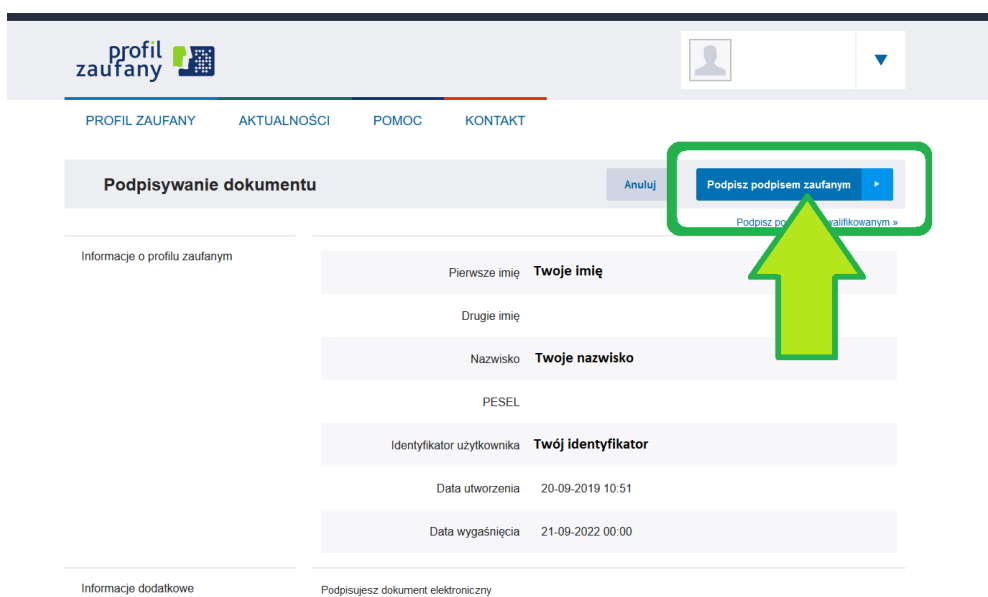 profil
zaufany
PROFIL ZAUFANY AKTUALNOŚCI POMOC KONTAKT
Podpisywanie dokumentu
Anuluj
Podpisz podpisem zaufanym
Podpisz
Informacje o profilu zaufanym
Pierwsze imię Twoje imię
Drugie imię
Nazwisko Twoje nazwisko
PESEL
Identyfikator użytkownika Twój identyfikator
Data utworzenia 20-09-2019 10:51
Data wygaśnięcia 21-09-2022 00:00
Informacje dodatkowe
Podpisujesz dokument elektroniczny